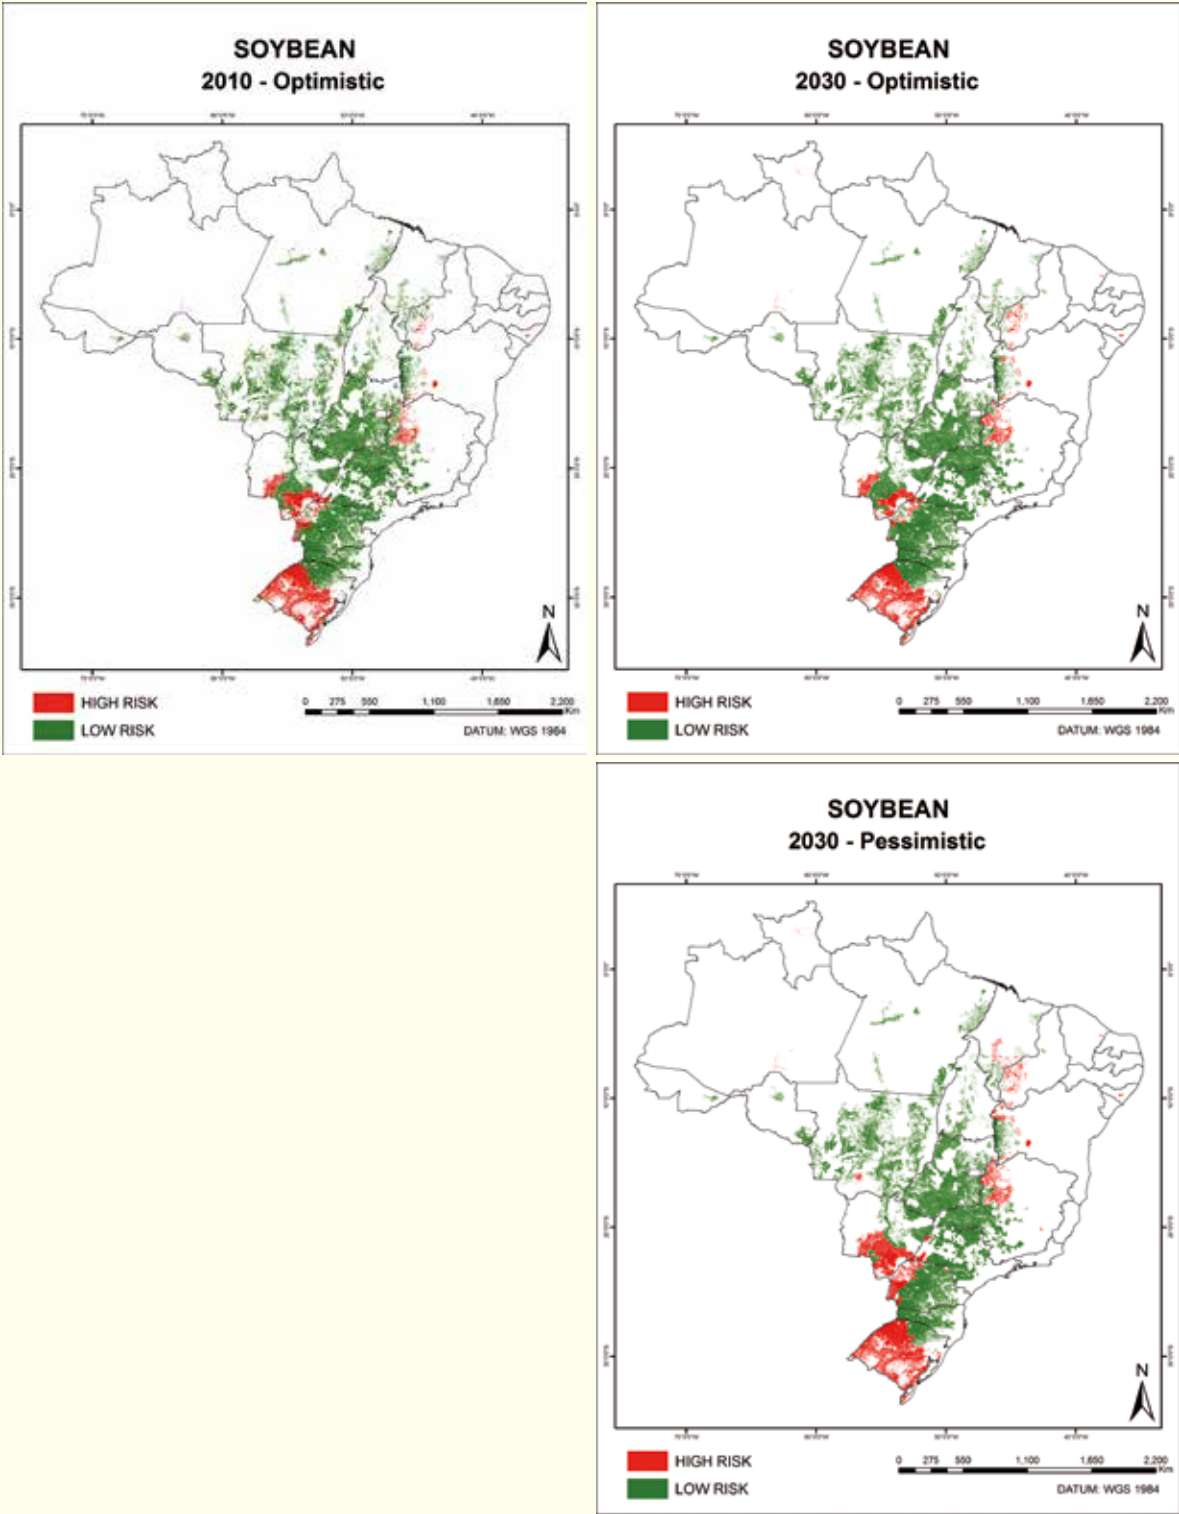 SOYBEAN
2010 - Optimistic
N
HIGH RISK
LOW RISK
0 275 550 1,100 1,650 2,200
Km
DATUM: WGS 1984
SOYBEAN
2030 - Optimistic
N
HIGH RISK
LOW RISK
0 275 550 1,100 1,650 2,200
Km
DATUM: WGS 1984
SOYBEAN
2030 - Pessimistic
N
HIGH RISK
LOW RISK
0 275 550 1,100 1,650 2,200
Km
DATUM: WGS 1984